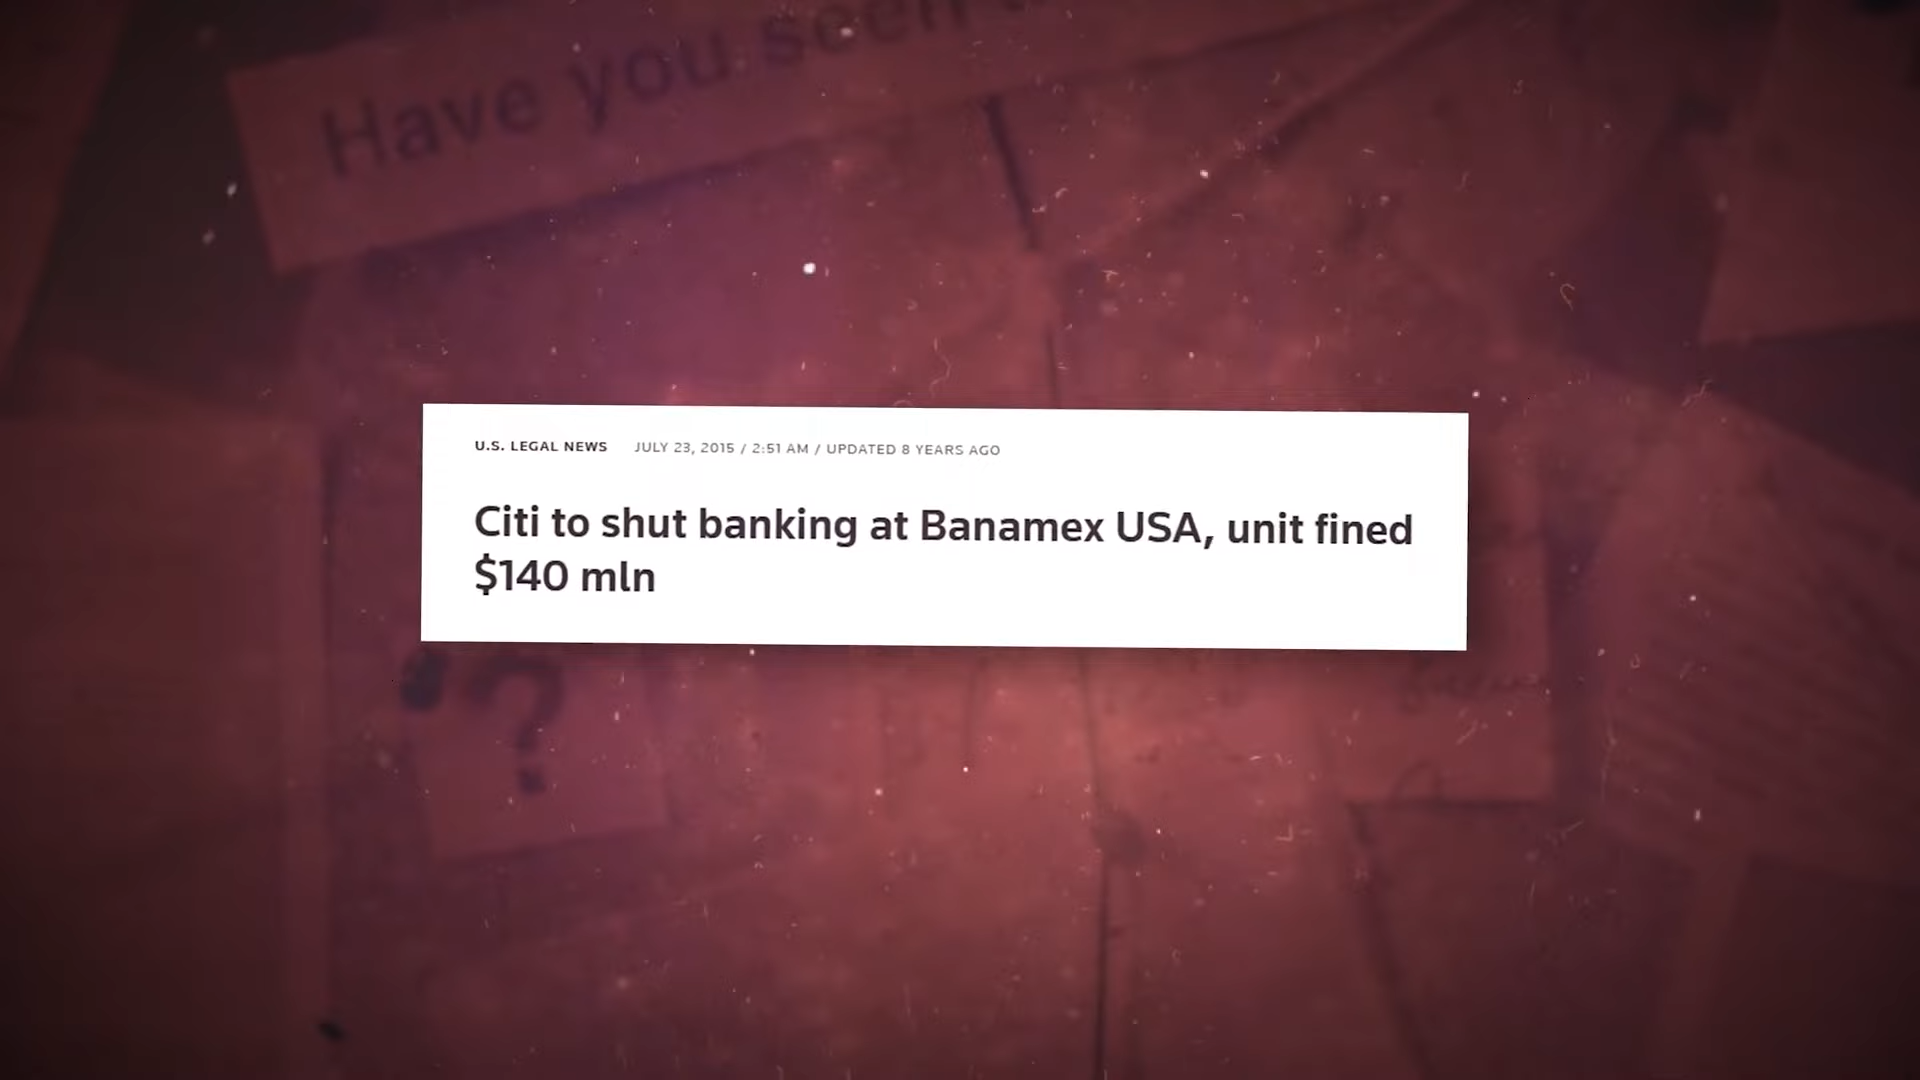 Have you seen
U.S. LEGAL NEWS JULY 23, 2015 / 2:51 AM / UPDATED 8 YEARS AGO
Citi to shut banking at Banamex USA, unit fined
$140 mln
?